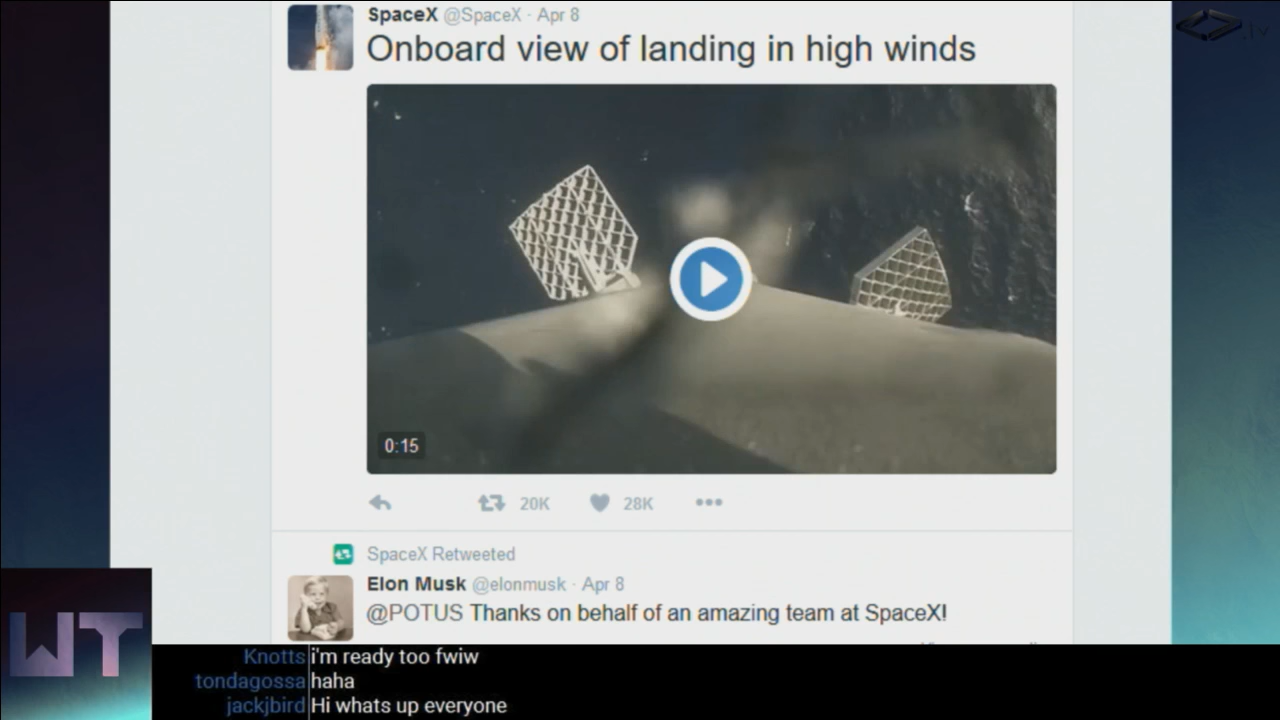 SpaceX @SpaceX · Apr 8
Onboard view of landing in high winds
0:15
20K 28K
SpaceX Retweeted
Elon Musk @elonmusk · Apr 8
@POTUS Thanks on behalf of an amazing team at SpaceX!
WT
Knotts i'm ready too fwiw
tondagossa haha
jackjbird Hi whats up everyone